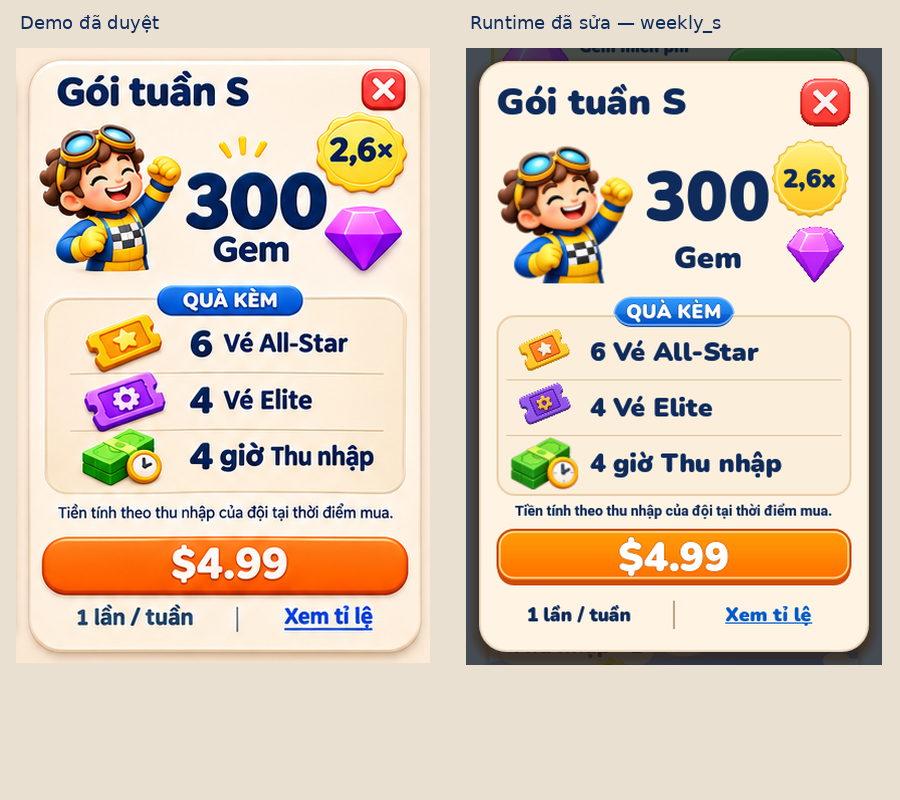 Demo đã duyệt
Gói tuần S
2,6×
300
Gem
QUÀ KÈM
6 Vé All-Star
4 Vé Elite
4 giờ Thu nhập
Tiền tính theo thu nhập của đội tại thời điểm mua.
$4.99
1 lần / tuần
Xem tỉ lệ
Runtime đã sửa — weekly_s
Gói tuần S
2,6x
300
Gem
QUÀ KÈM
6 Vé All-Star
4 Vé Elite
4 giờ Thu nhập
Tiền tính theo thu nhập của đội tại thời điểm mua.
$4.99
1 lần / tuần
Xem tỉ lệ